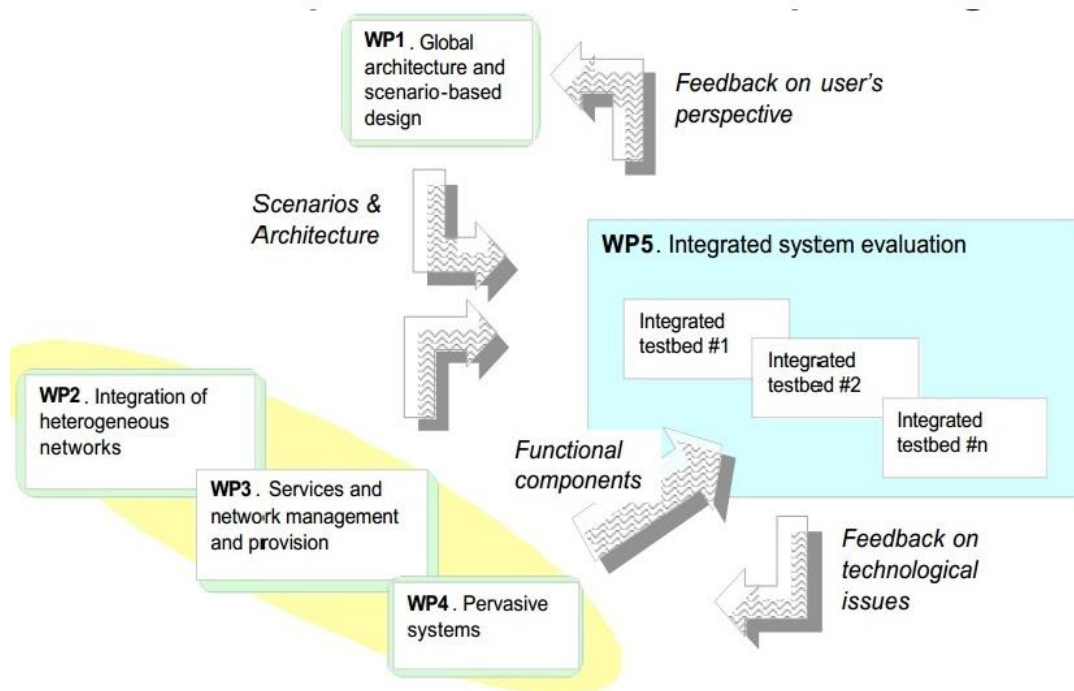 WP1 . Global
architecture and
scenario-based
design
Feedback on user's
perspective
Scenarios &
Architecture
WP5. Integrated system evaluation
Integrated
testbed #1
Integrated
testbed #2
Integrated
testbed #n
WP2. Integration of
heterogeneous
networks
WP3 . Services and
network management
and provision
WP4 . Pervasive
systems
Functional
components
Feedback on
technological
issues